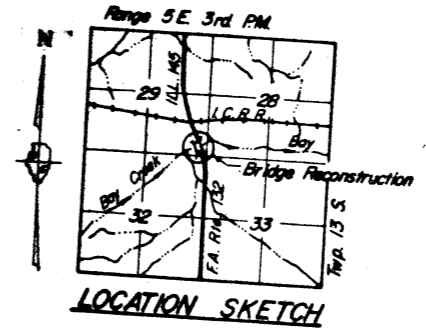 Range 5 E. 3rd. P.M.
N
ILL. 145
29
28
I.C.R.R.
Bay
Creek
Bay
Bridge Reconstruction
32
33
F.A. Rte. 132
Twp. 13 S.
LOCATION SKETCH